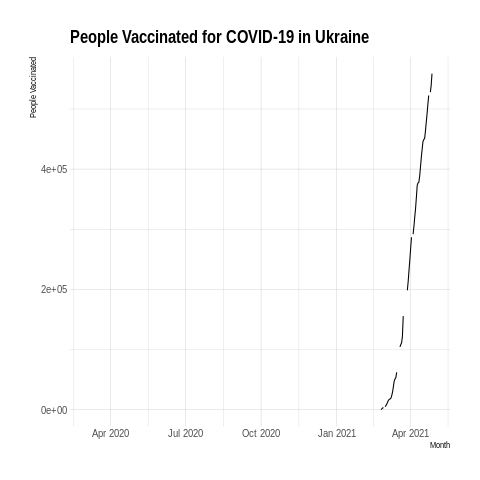 People Vaccinated for COVID-19 in Ukraine
People Vaccinated
4e+05
2e+05
0e+00
Apr 2020 Jul 2020 Oct 2020 Jan 2021 Apr 2021
Month